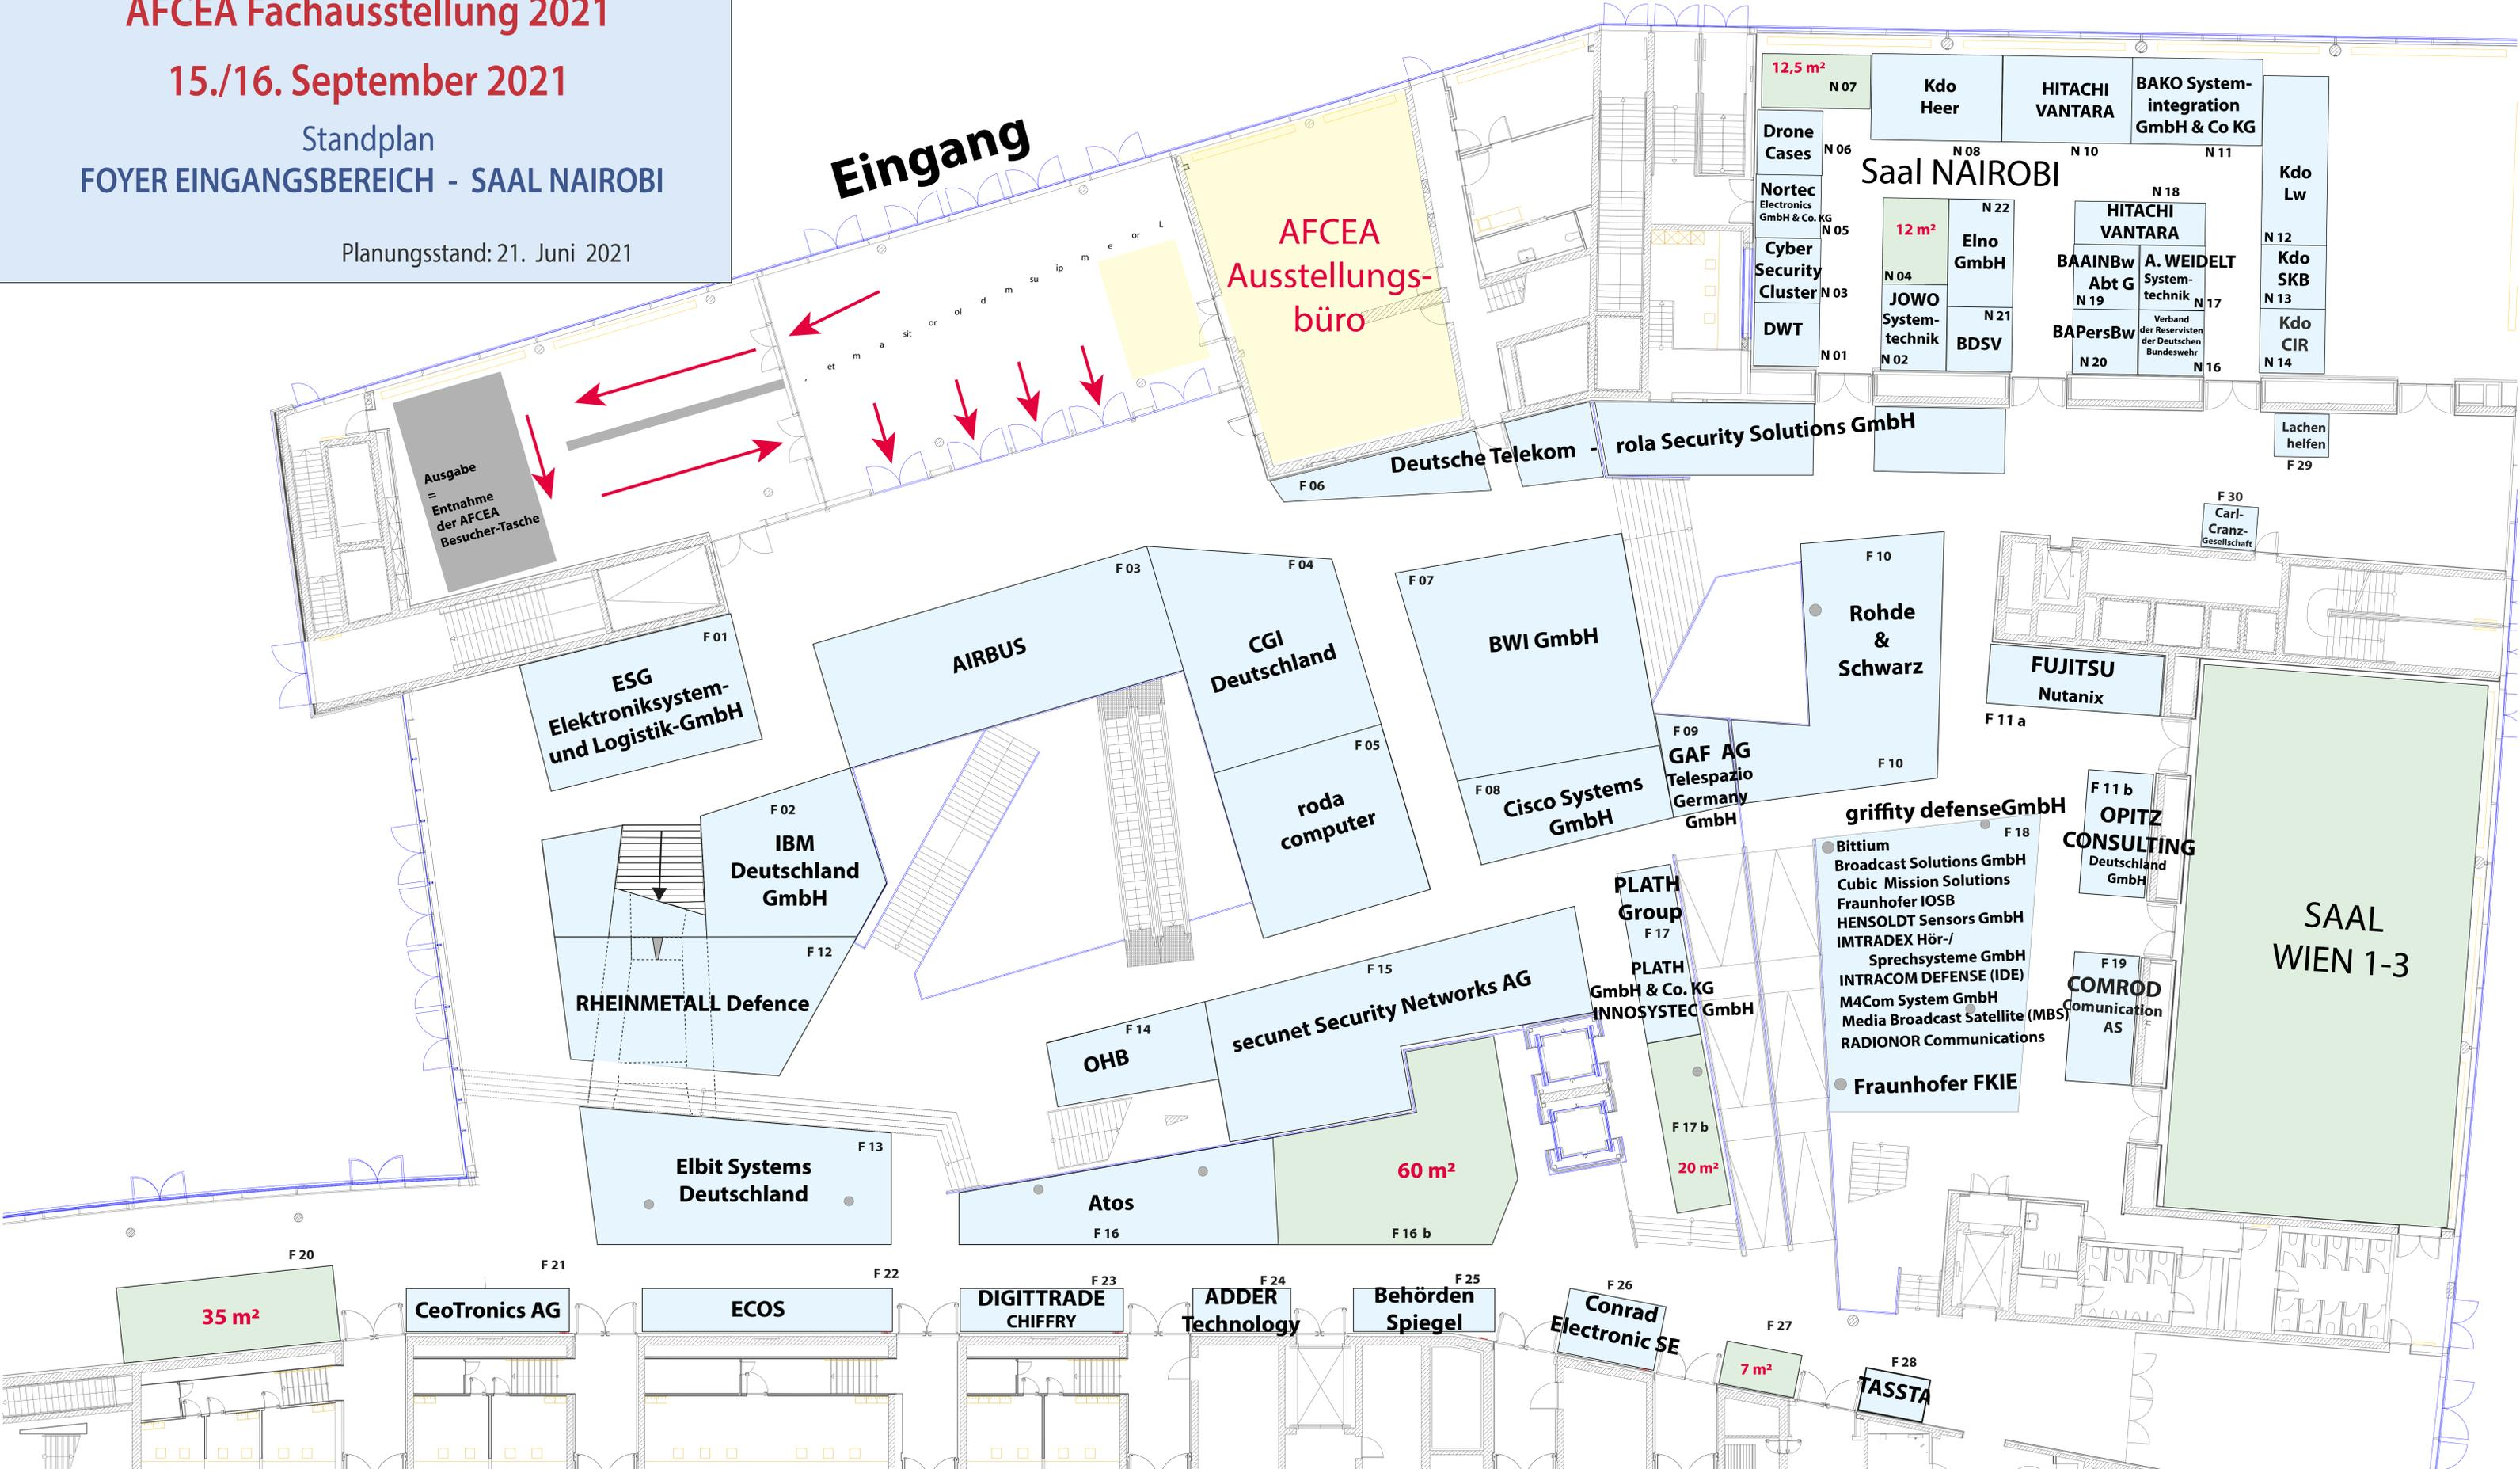 AFCEA Fachausstellung 2021
15./16. September 2021
Standplan
FOYER EINGANGSBEREICH - SAAL NAIROBI
Planungsstand: 21. Juni 2021
Eingang
L
or
e
m
ip
su
m
d
ol
or
sit
a
m
et
,
AFCEA
Ausstellungs-
büro
Ausgabe
=
Entnahme
der AFCEA
Besucher-Tasche
Saal NAIROBI
12,5 m²
N 07
Kdo
Heer
N 08
HITACHI
VANTARA
N 10
BAKO System-
integration
GmbH & Co KG
N 11
Drone
Cases
N 06
Nortec
Electronics
GmbH & Co. KG
N 05
Cyber
Security
Cluster
N 03
DWT
N 01
12 m²
N 04
N 22
Elno
GmbH
JOWO
System-
technik
N 02
N 21
BDSV
N 18
HITACHI
VANTARA
BAAINBw
Abt G
N 19
A. WEIDELT
System-
technik
N 17
BAPersBw
N 20
Verband
der Reservisten
der Deutschen
Bundeswehr
N 16
Kdo
Lw
N 12
Kdo
SKB
N 13
Kdo
CIR
N 14
Deutsche Telekom - rola Security Solutions GmbH
F 06
Lachen
helfen
F 29
F 30
Carl-
Cranz-
Gesellschaft
F 01
ESG
Elektroniksystem-
und Logistik-GmbH
F 03
AIRBUS
F 04
CGI
Deutschland
F 05
roda
computer
F 07
BWI GmbH
F 08
Cisco Systems
GmbH
F 09
GAF AG
Telespazio
Germany
GmbH
F 10
Rohde
&
Schwarz
F 10
FUJITSU
Nutanix
F 11 a
F 11 b
OPITZ
CONSULTING
Deutschland
GmbH
F 02
IBM
Deutschland
GmbH
F 12
RHEINMETALL Defence
F 13
Elbit Systems
Deutschland
F 14
OHB
F 15
secunet Security Networks AG
Atos
F 16
60 m²
F 16 b
PLATH
Group
F 17
PLATH
GmbH & Co. KG
INNOSYSTEC GmbH
F 17 b
20 m²
griffity defenseGmbH
F 18
Bittium
Broadcast Solutions GmbH
Cubic Mission Solutions
Fraunhofer IOSB
HENSOLDT Sensors GmbH
IMTRADEX Hör-/
Sprechsysteme GmbH
INTRACOM DEFENSE (IDE)
M4Com System GmbH
Media Broadcast Satellite (MBS)
RADIONOR Communications
Fraunhofer FKIE
F 19
COMROD
Comunication
AS
SAAL
WIEN 1-3
F 20
35 m²
F 21
CeoTronics AG
F 22
ECOS
F 23
DIGITTRADE
CHIFFRY
F 24
ADDER
Technology
F 25
Behörden
Spiegel
F 26
Conrad
Electronic SE
F 27
7 m²
F 28
TASSTA